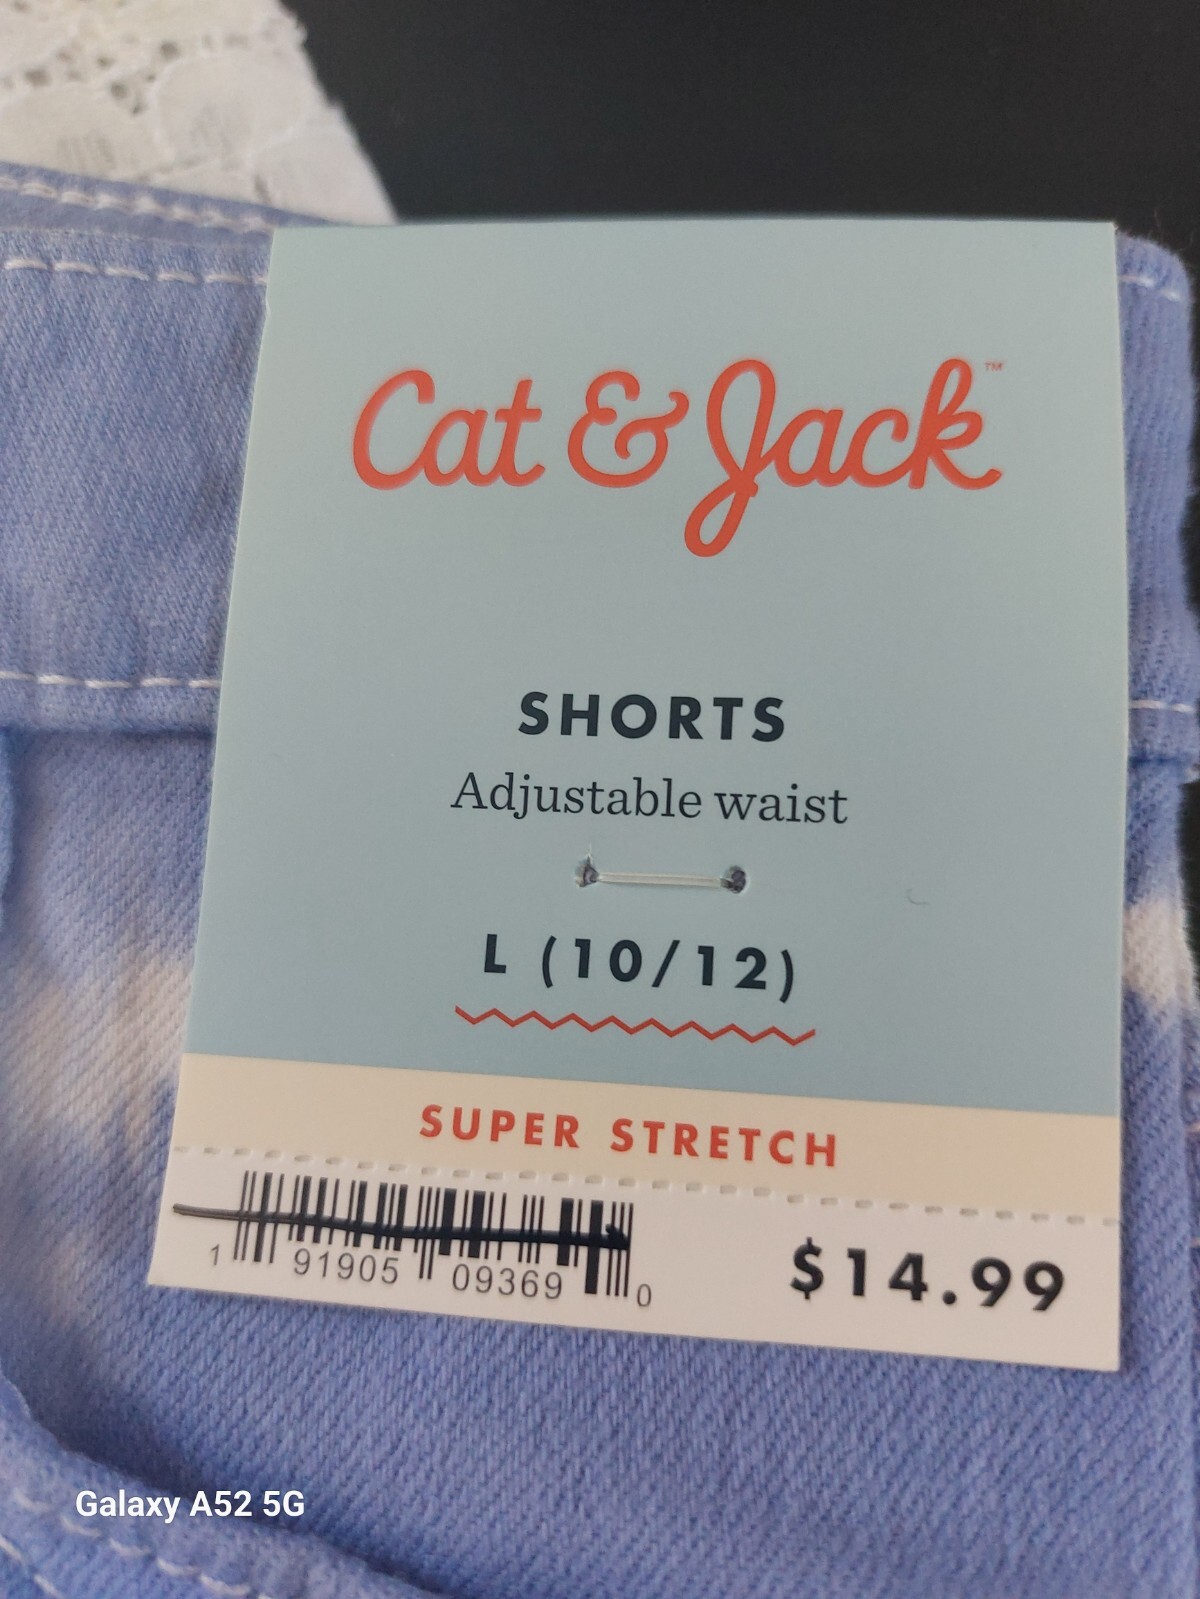 Cat & Jack™
SHORTS
Adjustable waist
L (10/12)
SUPER STRETCH
1 91905 09369 0
$14.99
Galaxy A52 5G